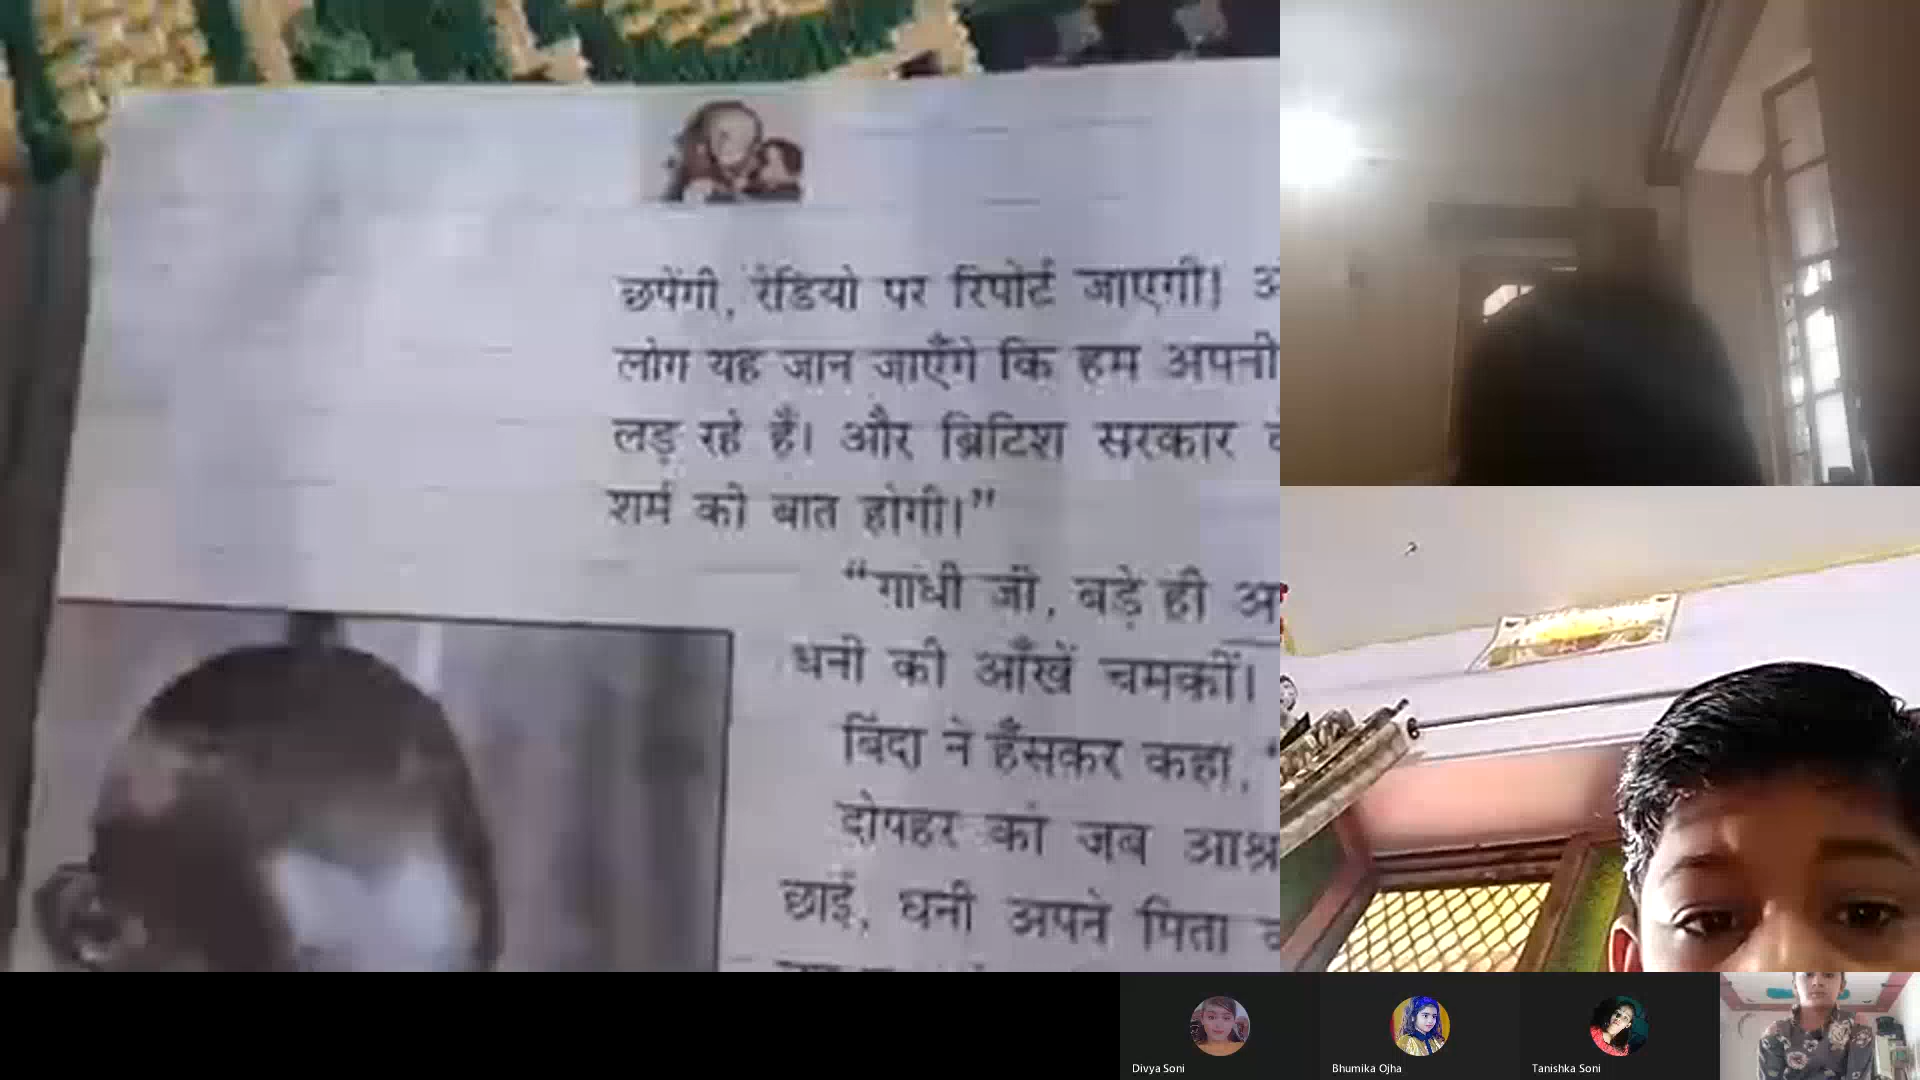 छपेंगी, रेडियो पर रिपोर्ट जाएगी।
लोग यह जान जाएँगे कि हम अपनी
लड़ रहे हैं। और ब्रिटिश सरकार
शर्म की बात होगी।”
“गांधी जी, बड़े ही
धनी की आँखें चमकीं।
बिंदा ने हँसकर कहा,
दोपहर को जब
छाई, धनी अपने पिता
Divya Soni
Bhumika Ojha
Tanishka Soni